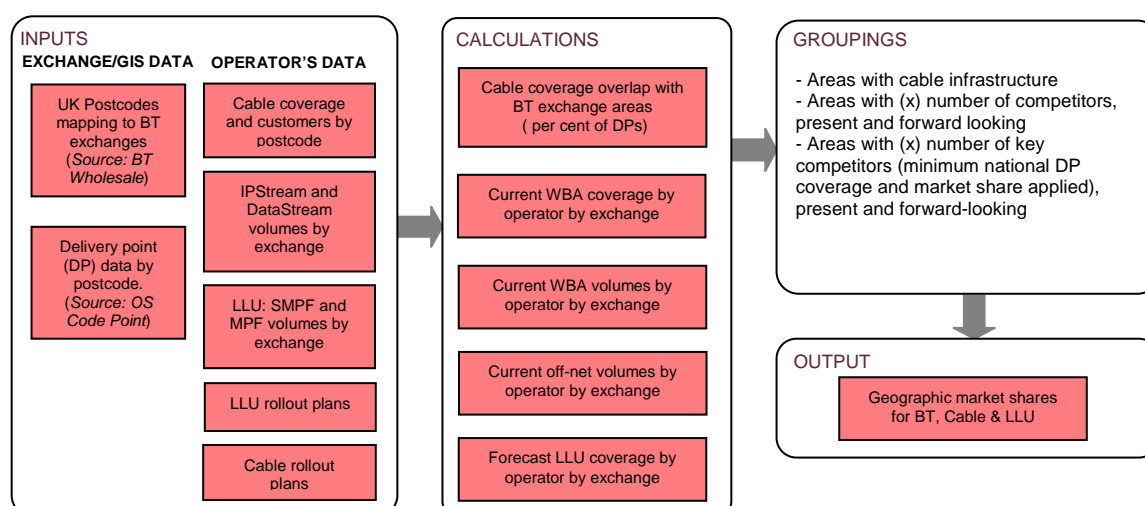 INPUTS
EXCHANGE/GIS DATA
UK Postcodes
mapping to BT
exchanges
(Source: BT
Wholesale)
Delivery point
(DP) data by
postcode.
(Source: OS
Code Point)
OPERATOR'S DATA
Cable coverage
and customers by
postcode
IPStream and
DataStream
volumes by
exchange
LLU: SMPF and
MPF volumes by
exchange
LLU rollout plans
Cable rollout
plans
CALCULATIONS
Cable coverage overlap with
BT exchange areas
( per cent of DPs)
Current WBA coverage by
operator by exchange
Current WBA volumes by
operator by exchange
Current off-net volumes by
operator by exchange
Forecast LLU coverage by
operator by exchange
GROUPINGS
- Areas with cable infrastructure
- Areas with (x) number of competitors,
present and forward looking
- Areas with (x) number of key
competitors (minimum national DP
coverage and market share applied),
present and forward-looking
OUTPUT
Geographic market shares
for BT, Cable & LLU